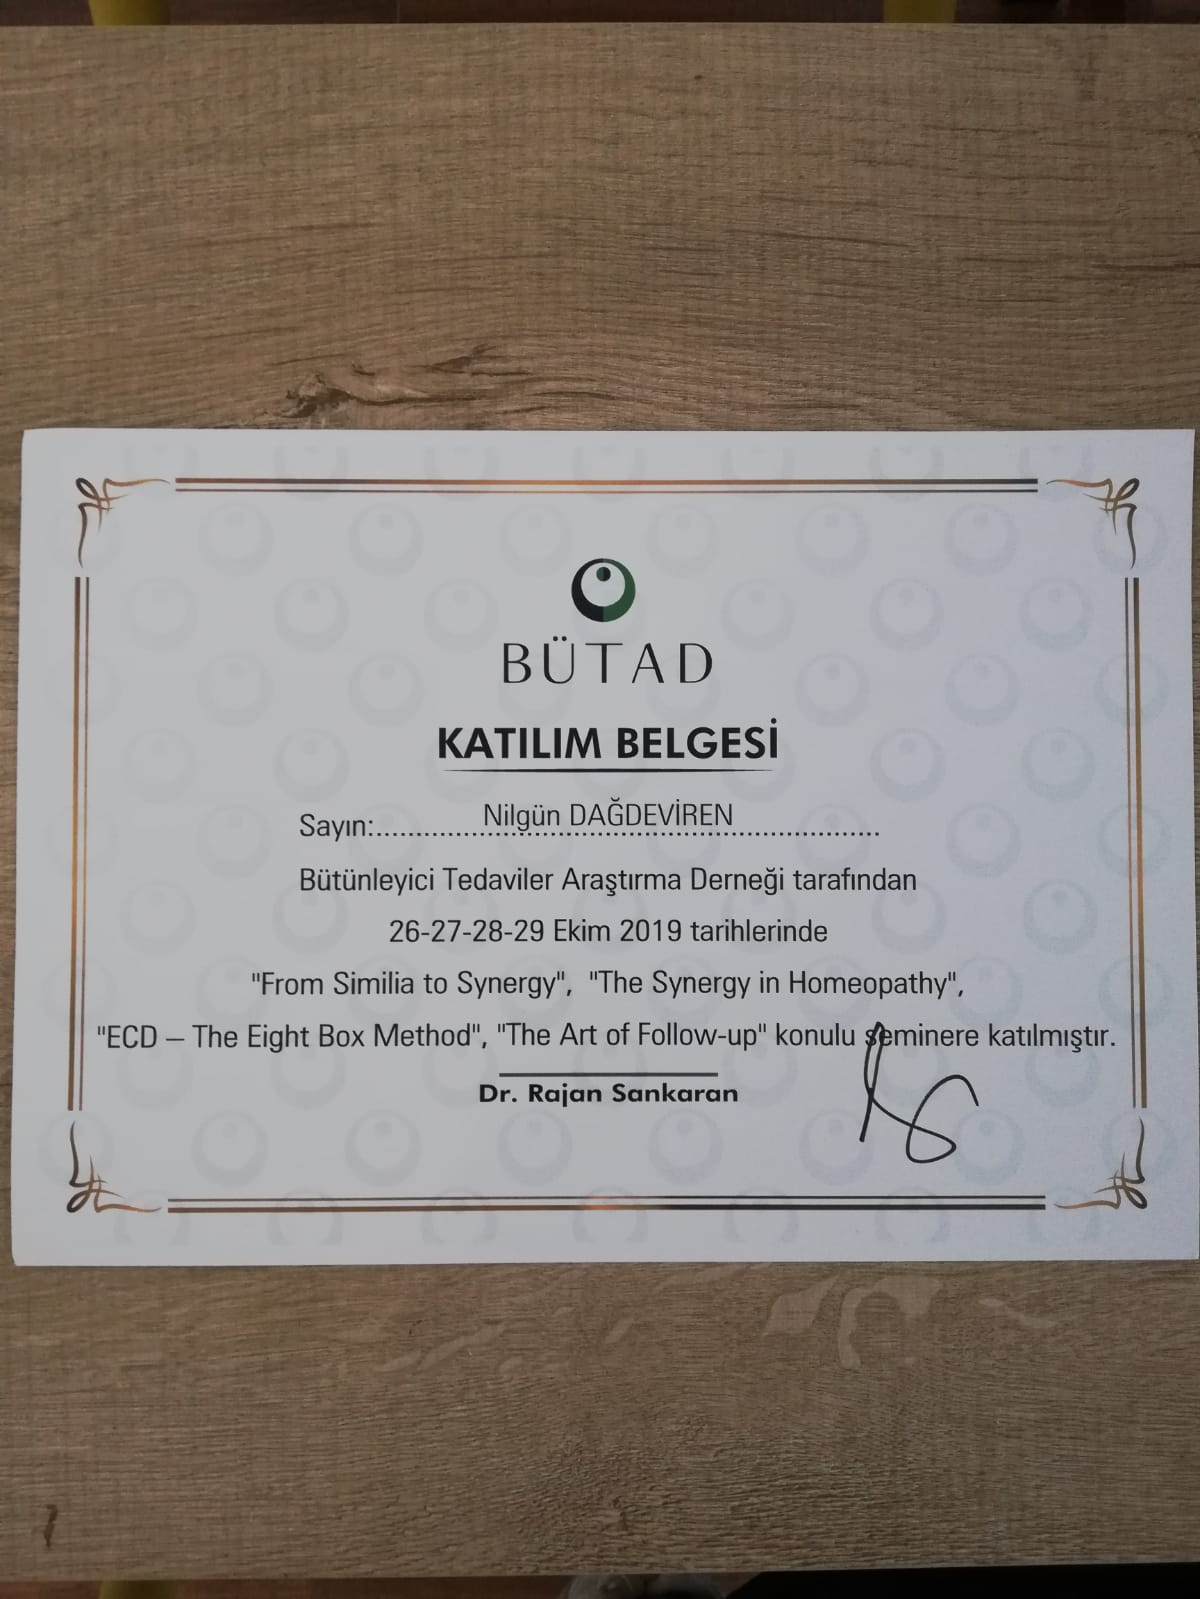 BÜTAD
KATILIM BELGESİ
Sayın:.......... Nilgün DAĞDEVİREN ..........
Bütünleyici Tedaviler Araştırma Derneği tarafından
26-27-28-29 Ekim 2019 tarihlerinde
"From Similia to Synergy", "The Synergy in Homeopathy",
"ECD – The Eight Box Method", "The Art of Follow-up" konulu seminere katılmıştır.
Dr. Rajan Sankaran